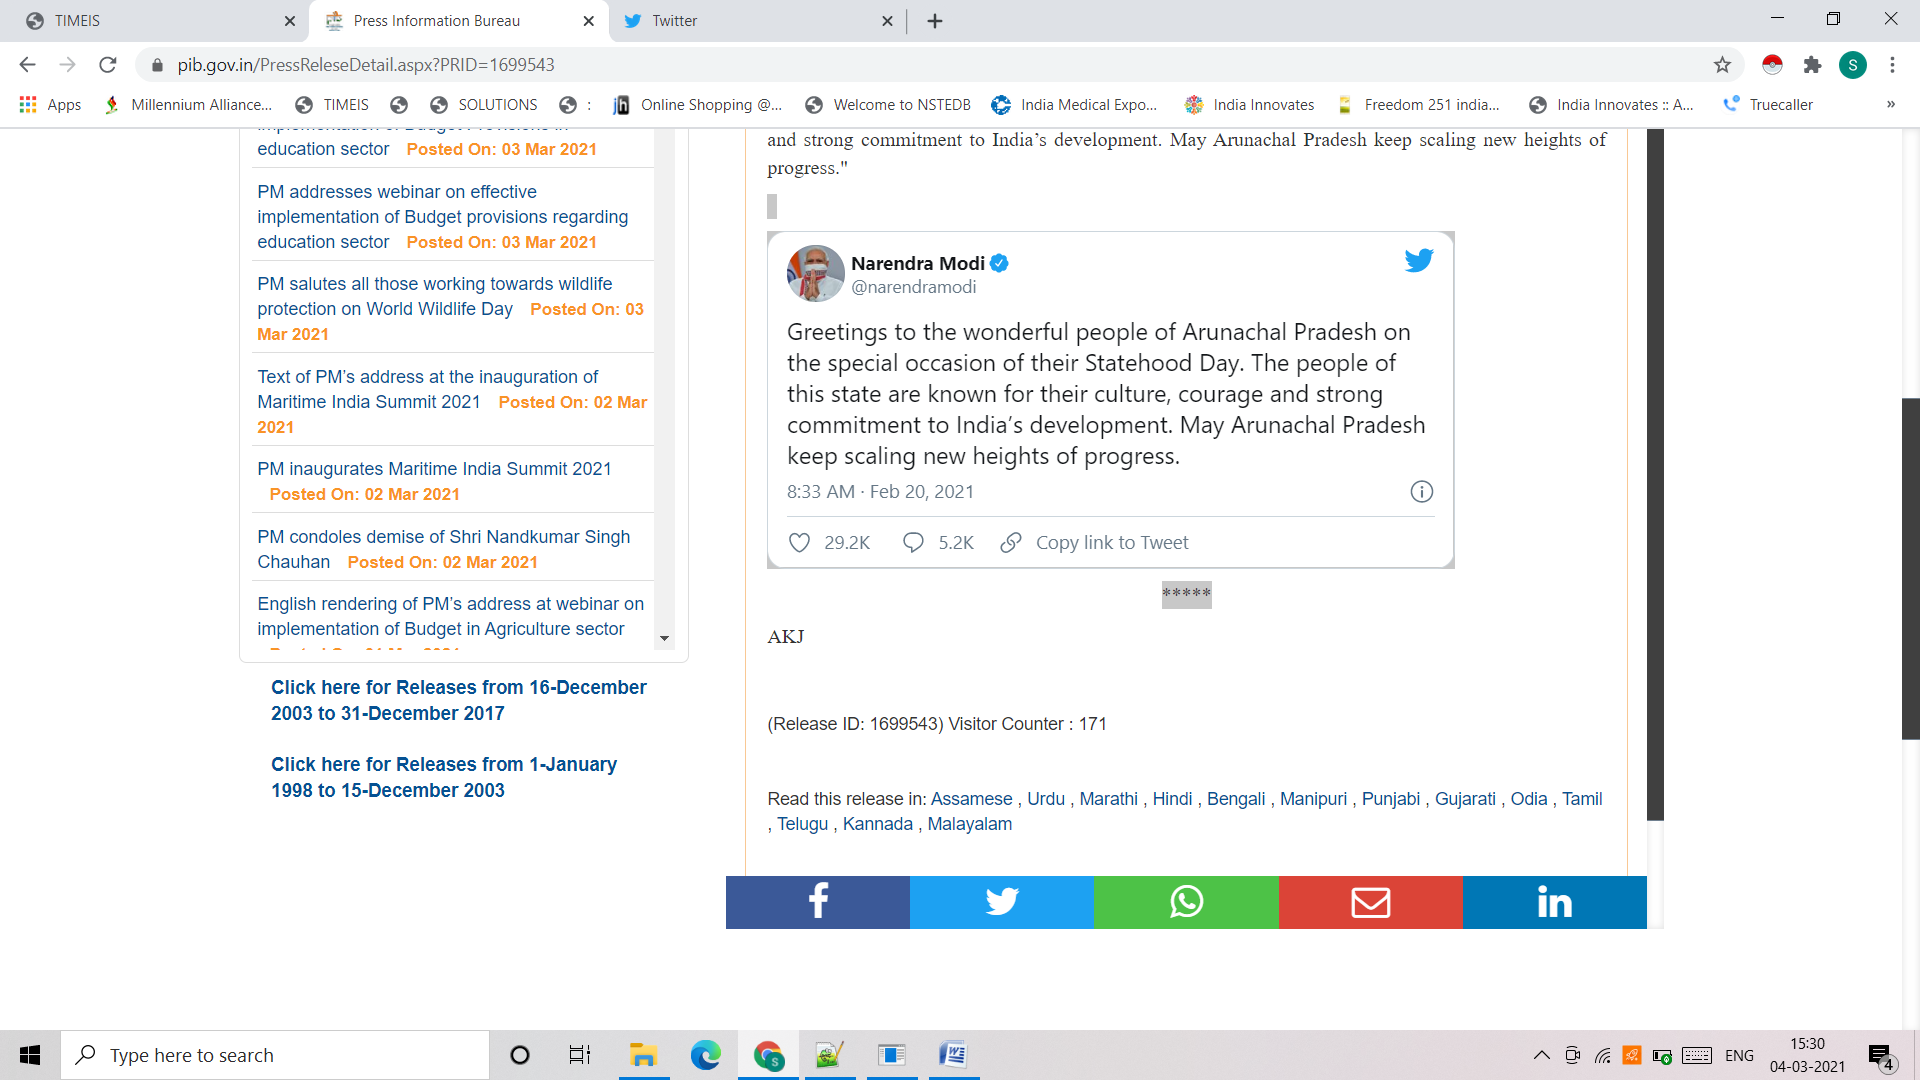 TIMEIS
Press Information Bureau
Twitter
pib.gov.in/PressReleseDetail.aspx?PRID=1699543
S
Apps
Millennium Alliance...
TIMEIS
SOLUTIONS
:
jh
Online Shopping @...
Welcome to NSTEDB
India Medical Expo...
India Innovates
Freedom 251 india...
India Innovates :: A...
Truecaller
»
implementation of Budget Provisions in
education sector Posted On: 03 Mar 2021
PM addresses webinar on effective
implementation of Budget provisions regarding
education sector Posted On: 03 Mar 2021
PM salutes all those working towards wildlife
protection on World Wildlife Day Posted On: 03
Mar 2021
Text of PM's address at the inauguration of
Maritime India Summit 2021 Posted On: 02 Mar
2021
PM inaugurates Maritime India Summit 2021
Posted On: 02 Mar 2021
PM condoles demise of Shri Nandkumar Singh
Chauhan Posted On: 02 Mar 2021
English rendering of PM's address at webinar on
implementation of Budget in Agriculture sector
Click here for Releases from 16-December
2003 to 31-December 2017
Click here for Releases from 1-January
1998 to 15-December 2003
and strong commitment to India's development. May Arunachal Pradesh keep scaling new heights of
progress."
Narendra Modi
@narendramodi
Greetings to the wonderful people of Arunachal Pradesh on
the special occasion of their Statehood Day. The people of
this state are known for their culture, courage and strong
commitment to India's development. May Arunachal Pradesh
keep scaling new heights of progress.
8:33 AM · Feb 20, 2021
29.2K 5.2K Copy link to Tweet
*****
AKJ
(Release ID: 1699543) Visitor Counter : 171
Read this release in: Assamese , Urdu , Marathi , Hindi , Bengali , Manipuri , Punjabi , Gujarati , Odia , Tamil
, Telugu , Kannada , Malayalam
Type here to search
ENG
15:30
04-03-2021
4